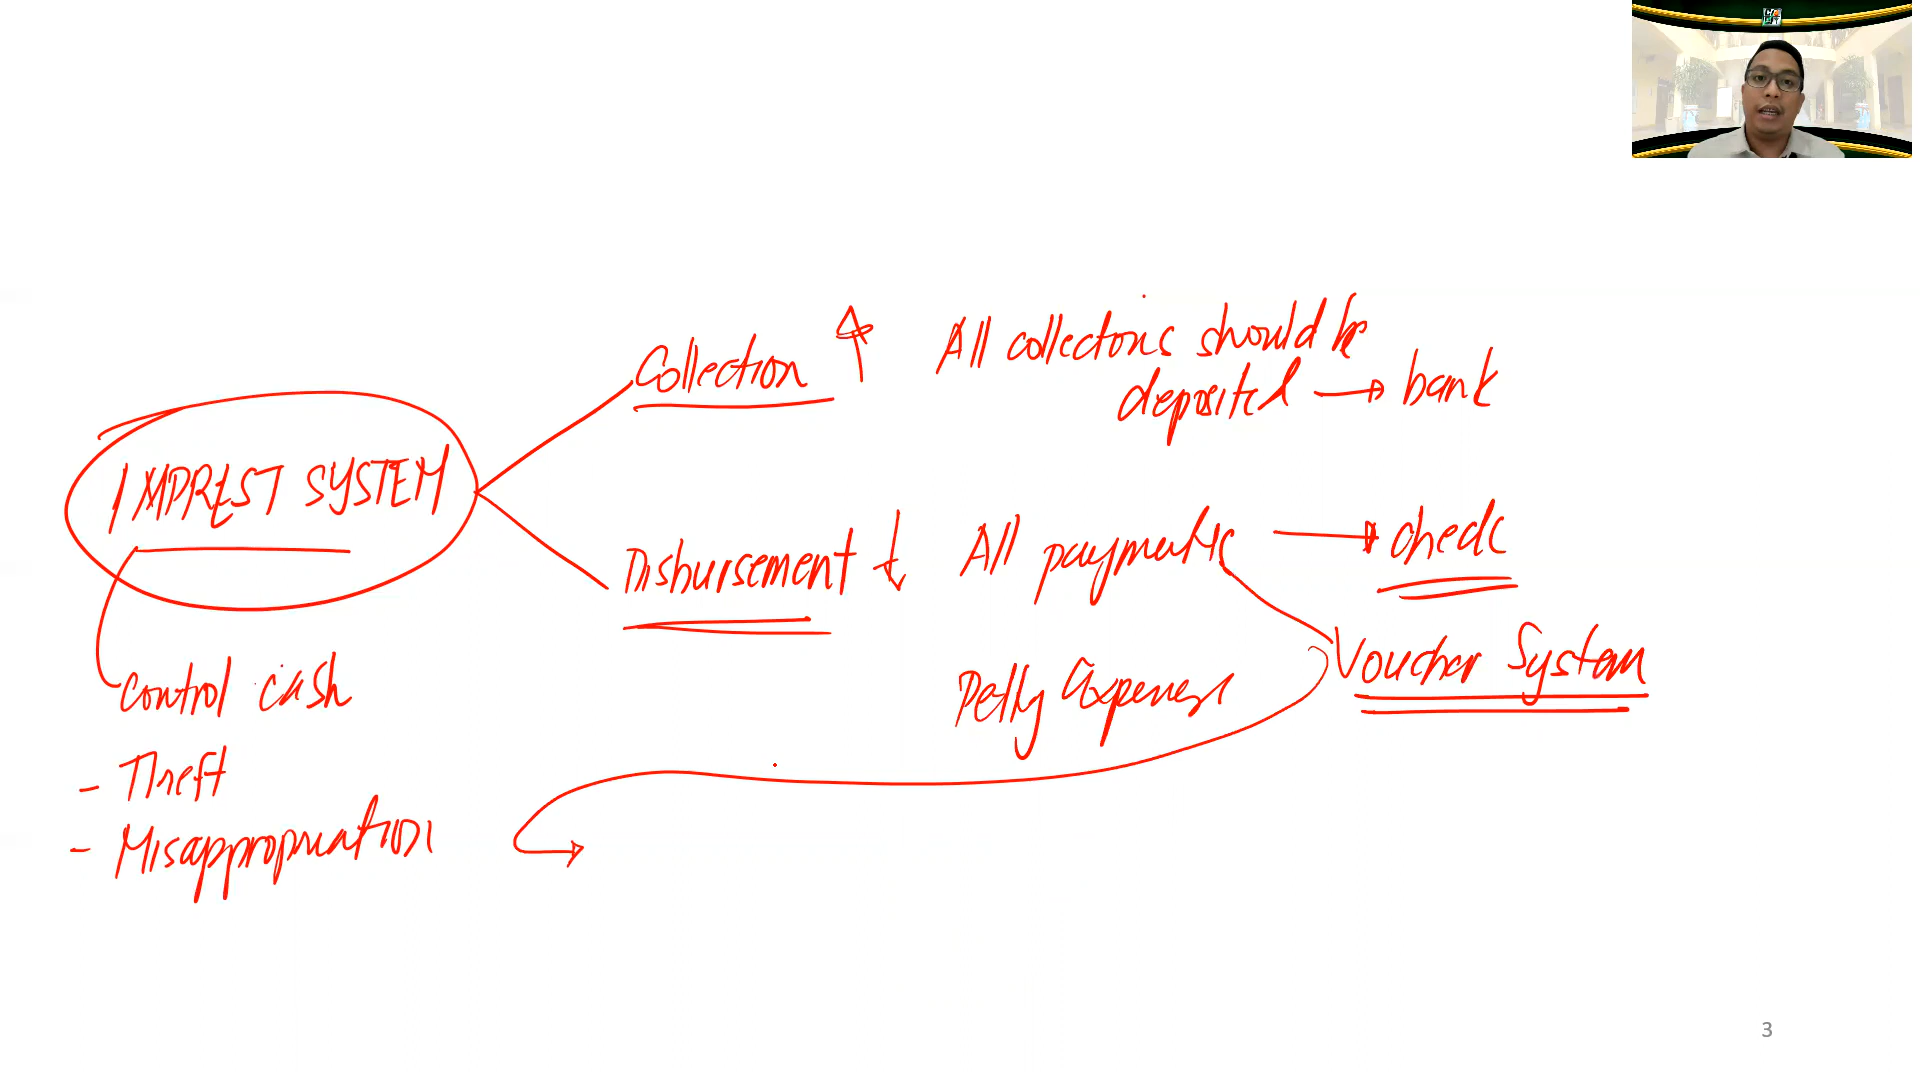 Collection
All collections should be
deposited → bank
IMPREST SYSTEM
Disbursement
All payments → check
Voucher System
Petty Expenses
control cash
- Theft
- Misappropriation
3